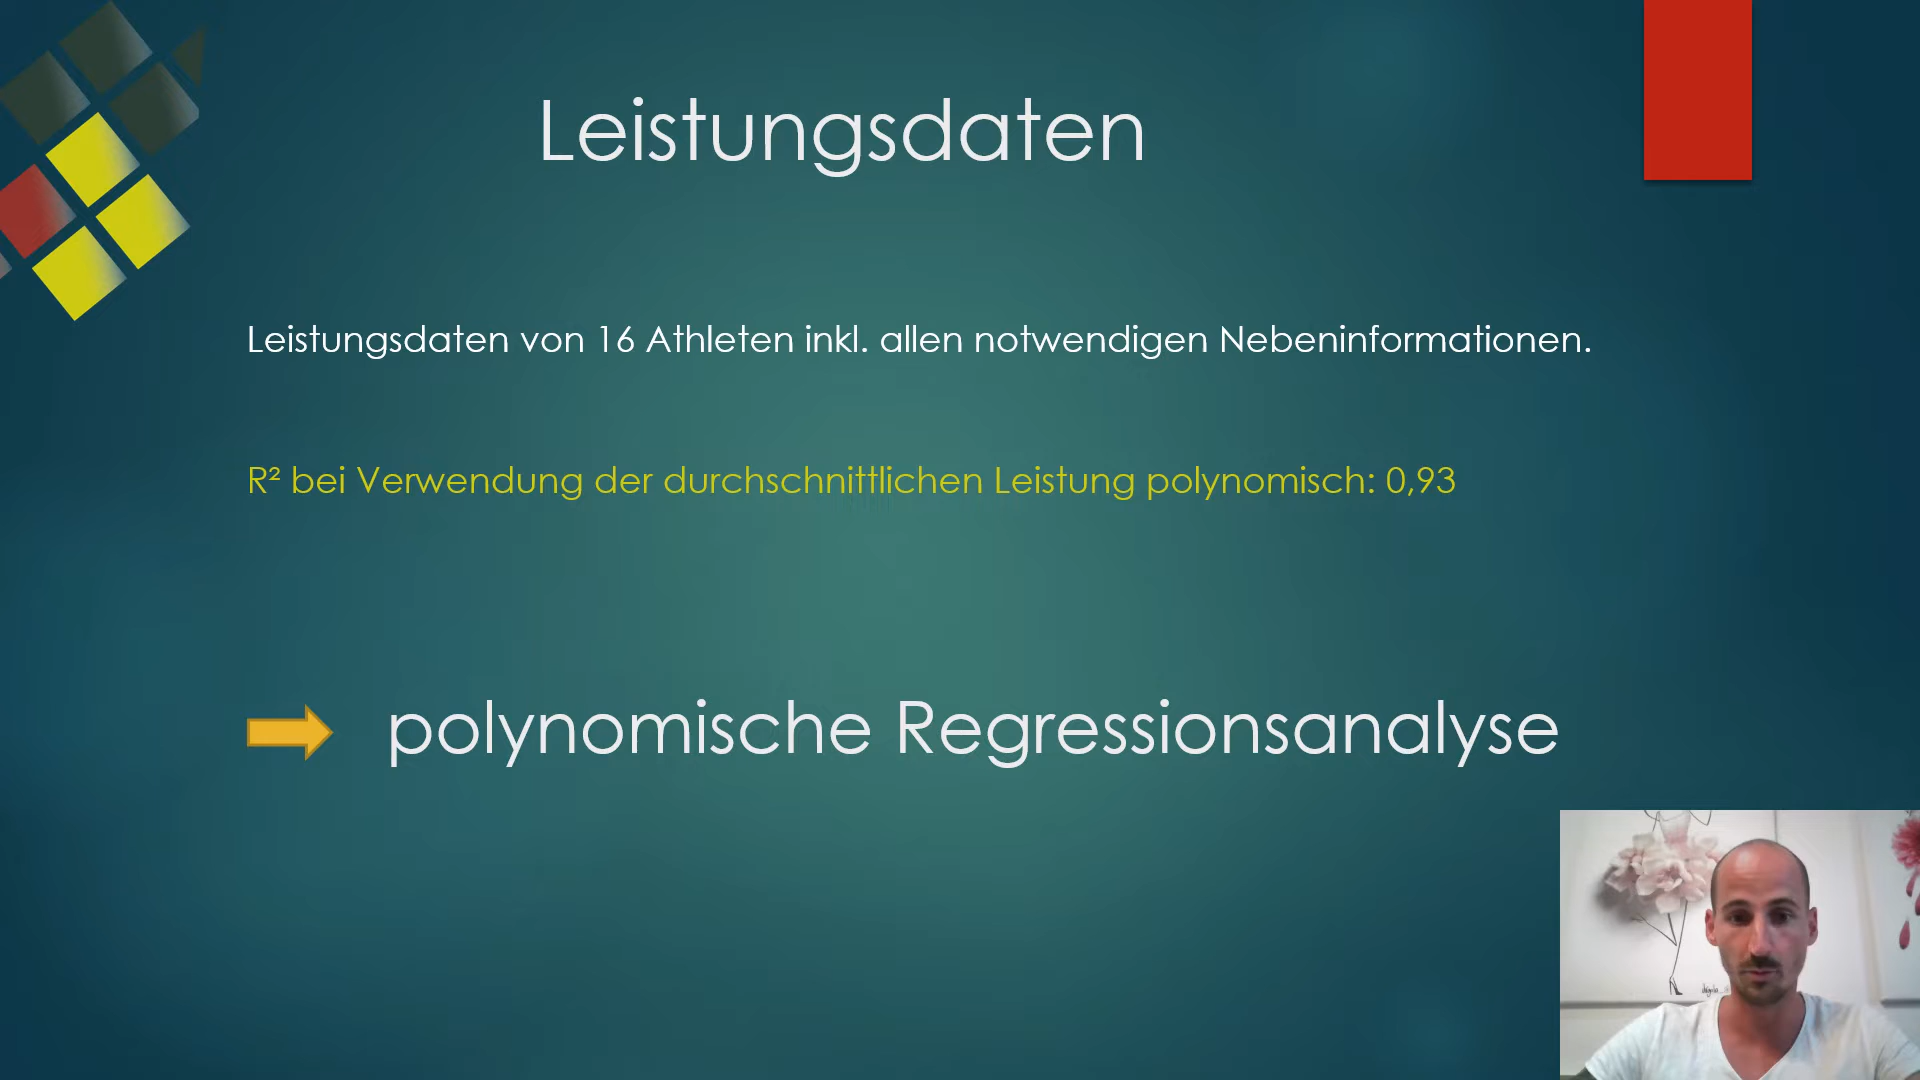 Leistungsdaten
Leistungsdaten von 16 Athleten inkl. allen notwendigen Nebeninformationen.
R² bei Verwendung der durchschnittlichen Leistung polynomisch: 0,93
polynomische Regressionsanalyse